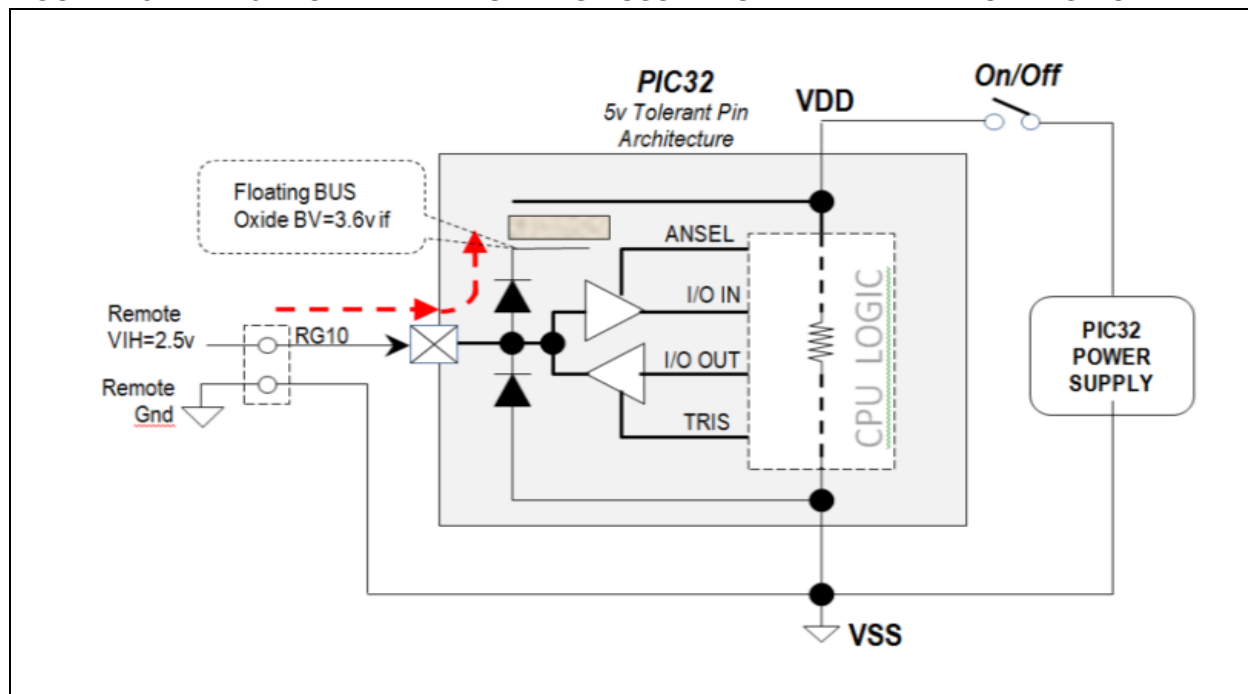 PIC32
5v Tolerant Pin
Architecture
VDD
On/Off
Floating BUS
Oxide BV=3.6v if
ANSEL
I/O IN
Remote
VIH=2.5v
RG10
I/O OUT
CPU LOGIC
PIC32
POWER
SUPPLY
Remote
Gnd
TRIS
VSS